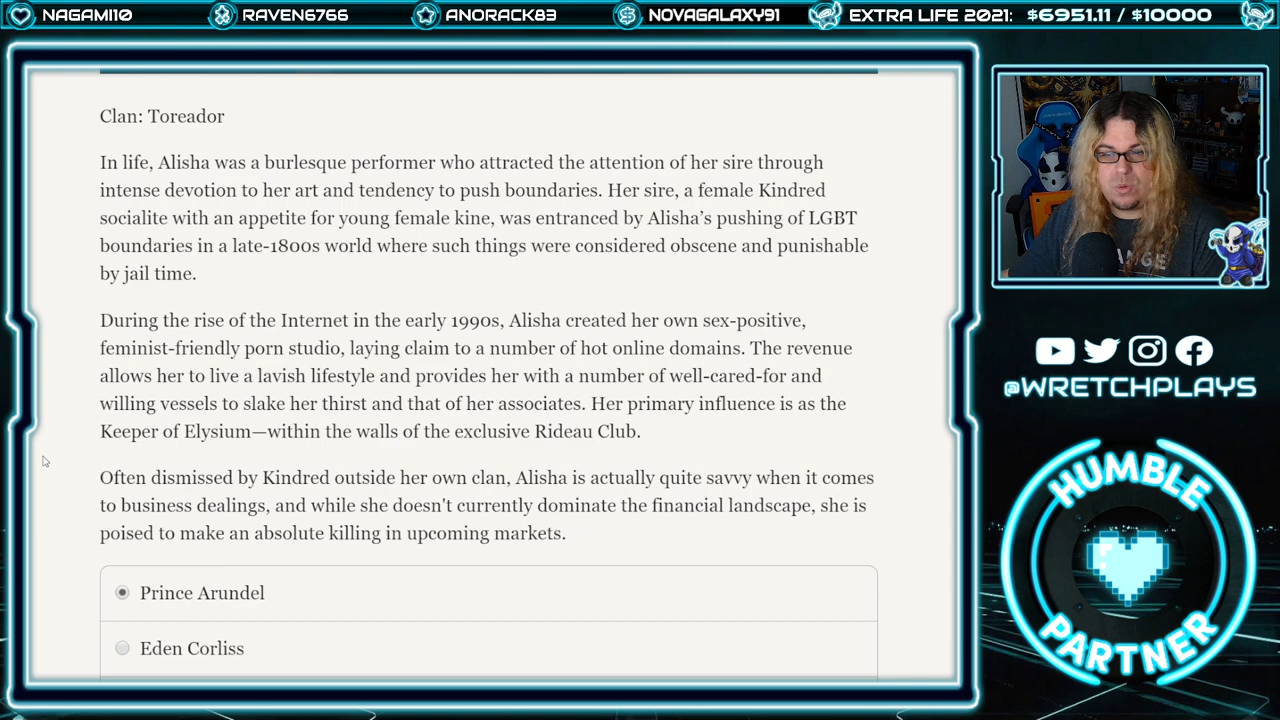 NAGAMI10
RAVEN6766
ANORACK83
NOVAGALAXY91
EXTRA LIFE 2021: $6951.11 / $10000
Clan: Toreador
In life, Alisha was a burlesque performer who attracted the attention of her sire through
intense devotion to her art and tendency to push boundaries. Her sire, a female Kindred
socialite with an appetite for young female kine, was entranced by Alisha’s pushing of LGBT
boundaries in a late-1800s world where such things were considered obscene and punishable
by jail time.
During the rise of the Internet in the early 1990s, Alisha created her own sex-positive,
feminist-friendly porn studio, laying claim to a number of hot online domains. The revenue
allows her to live a lavish lifestyle and provides her with a number of well-cared-for and
willing vessels to slake her thirst and that of her associates. Her primary influence is as the
Keeper of Elysium—within the walls of the exclusive Rideau Club.
Often dismissed by Kindred outside her own clan, Alisha is actually quite savvy when it comes
to business dealings, and while she doesn't currently dominate the financial landscape, she is
poised to make an absolute killing in upcoming markets.
Prince Arundel
Eden Corliss
@WRETCHPLAYS
HUMBLE
PARTNER